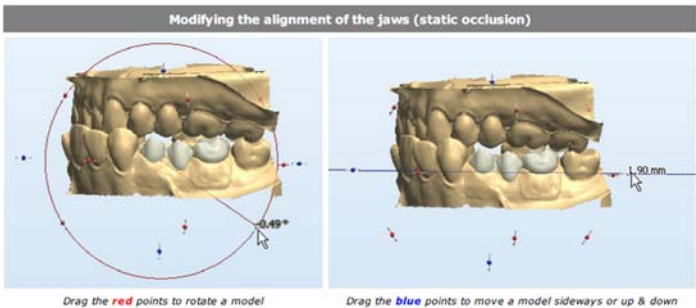 Modifying the alignment of the jaws (static occlusion)
-0.49°
1.90 mm
Drag the red points to rotate a model
Drag the blue points to move a model sideways or up & down